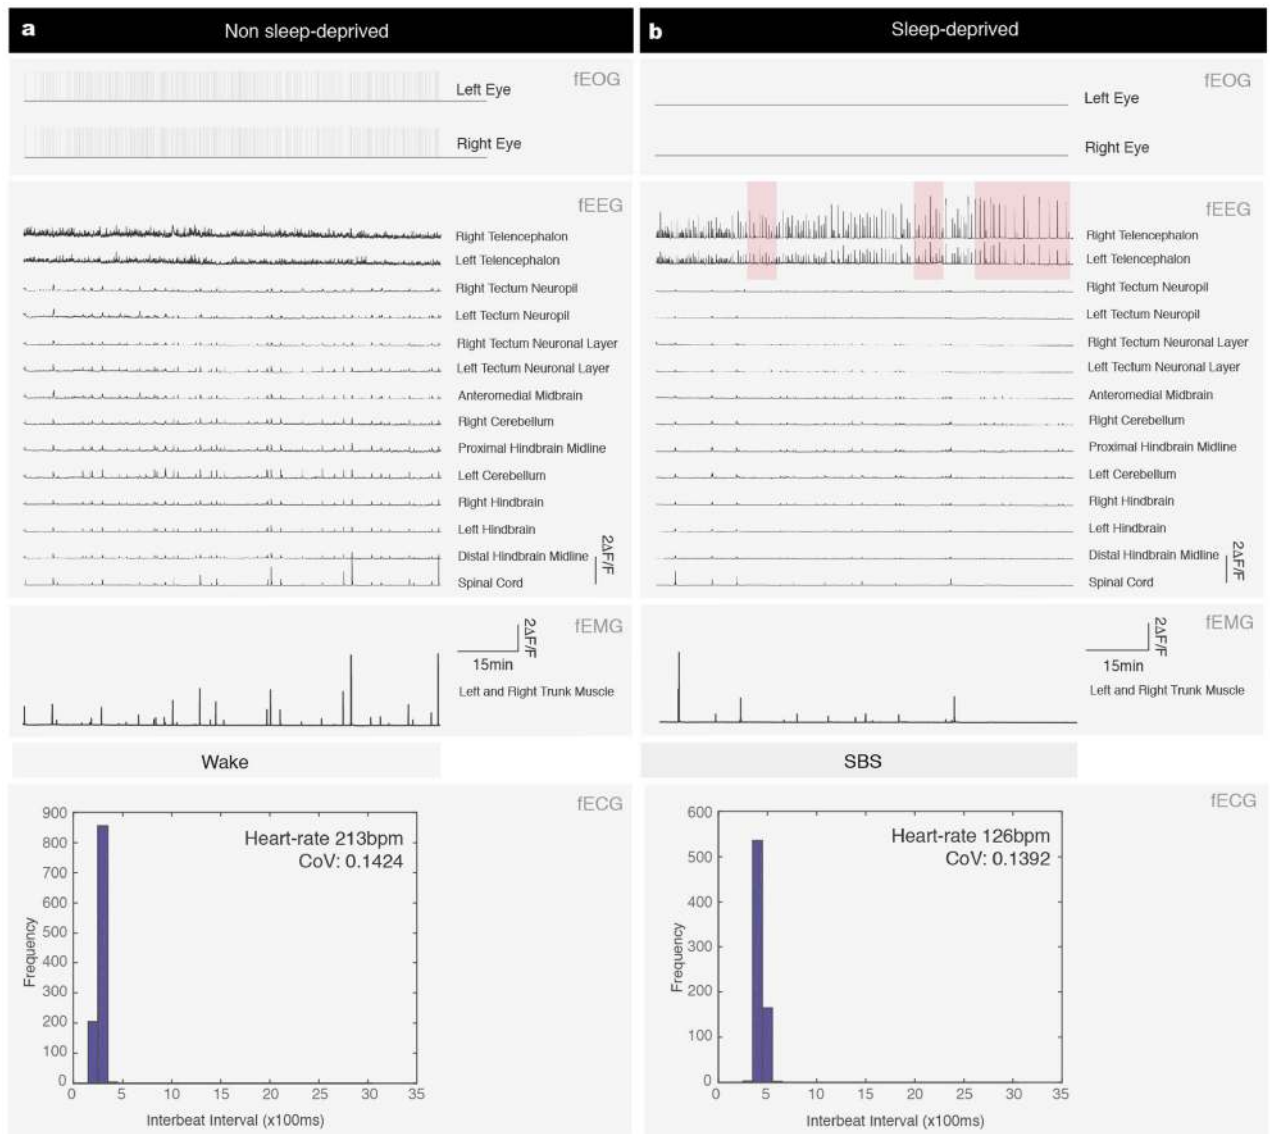 a
Non sleep-deprived
fEOG
Left Eye
Right Eye
fEEG
Right Telencephalon
Left Telencephalon
Right Tectum Neuropil
Left Tectum Neuropil
Right Tectum Neuronal Layer
Left Tectum Neuronal Layer
Anteromedial Midbrain
Right Cerebellum
Proximal Hindbrain Midline
Left Cerebellum
Right Hindbrain
Left Hindbrain
Distal Hindbrain Midline
Spinal Cord
2ΔF/F
fEMG
2ΔF/F
15min
Left and Right Trunk Muscle
Wake
fECG
Heart-rate 213bpm
CoV: 0.1424
Frequency
900
800
700
600
500
400
300
200
100
0
0 5 10 15 20 25 30 35
Interbeat Interval (x100ms)
b
Sleep-deprived
fEOG
Left Eye
Right Eye
fEEG
Right Telencephalon
Left Telencephalon
Right Tectum Neuropil
Left Tectum Neuropil
Right Tectum Neuronal Layer
Left Tectum Neuronal Layer
Anteromedial Midbrain
Right Cerebellum
Proximal Hindbrain Midline
Left Cerebellum
Right Hindbrain
Left Hindbrain
Distal Hindbrain Midline
Spinal Cord
2ΔF/F
fEMG
2ΔF/F
15min
Left and Right Trunk Muscle
SBS
fECG
Heart-rate 126bpm
CoV: 0.1392
Frequency
600
500
400
300
200
100
0
0 5 10 15 20 25 30 35
Interbeat Interval (x100ms)